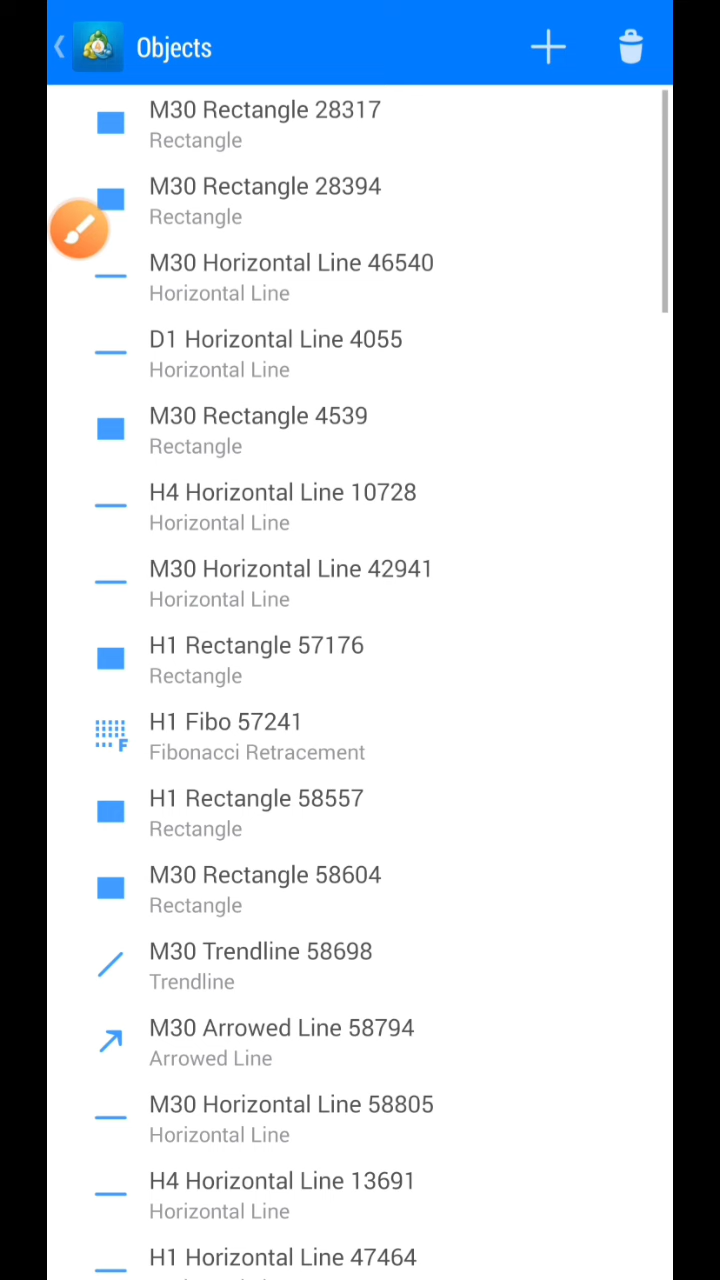 Objects
M30 Rectangle 28317
Rectangle
M30 Rectangle 28394
Rectangle
M30 Horizontal Line 46540
Horizontal Line
D1 Horizontal Line 4055
Horizontal Line
M30 Rectangle 4539
Rectangle
H4 Horizontal Line 10728
Horizontal Line
M30 Horizontal Line 42941
Horizontal Line
H1 Rectangle 57176
Rectangle
H1 Fibo 57241
F
Fibonacci Retracement
H1 Rectangle 58557
Rectangle
M30 Rectangle 58604
Rectangle
M30 Trendline 58698
Trendline
M30 Arrowed Line 58794
Arrowed Line
M30 Horizontal Line 58805
Horizontal Line
H4 Horizontal Line 13691
Horizontal Line
H1 Horizontal Line 47464